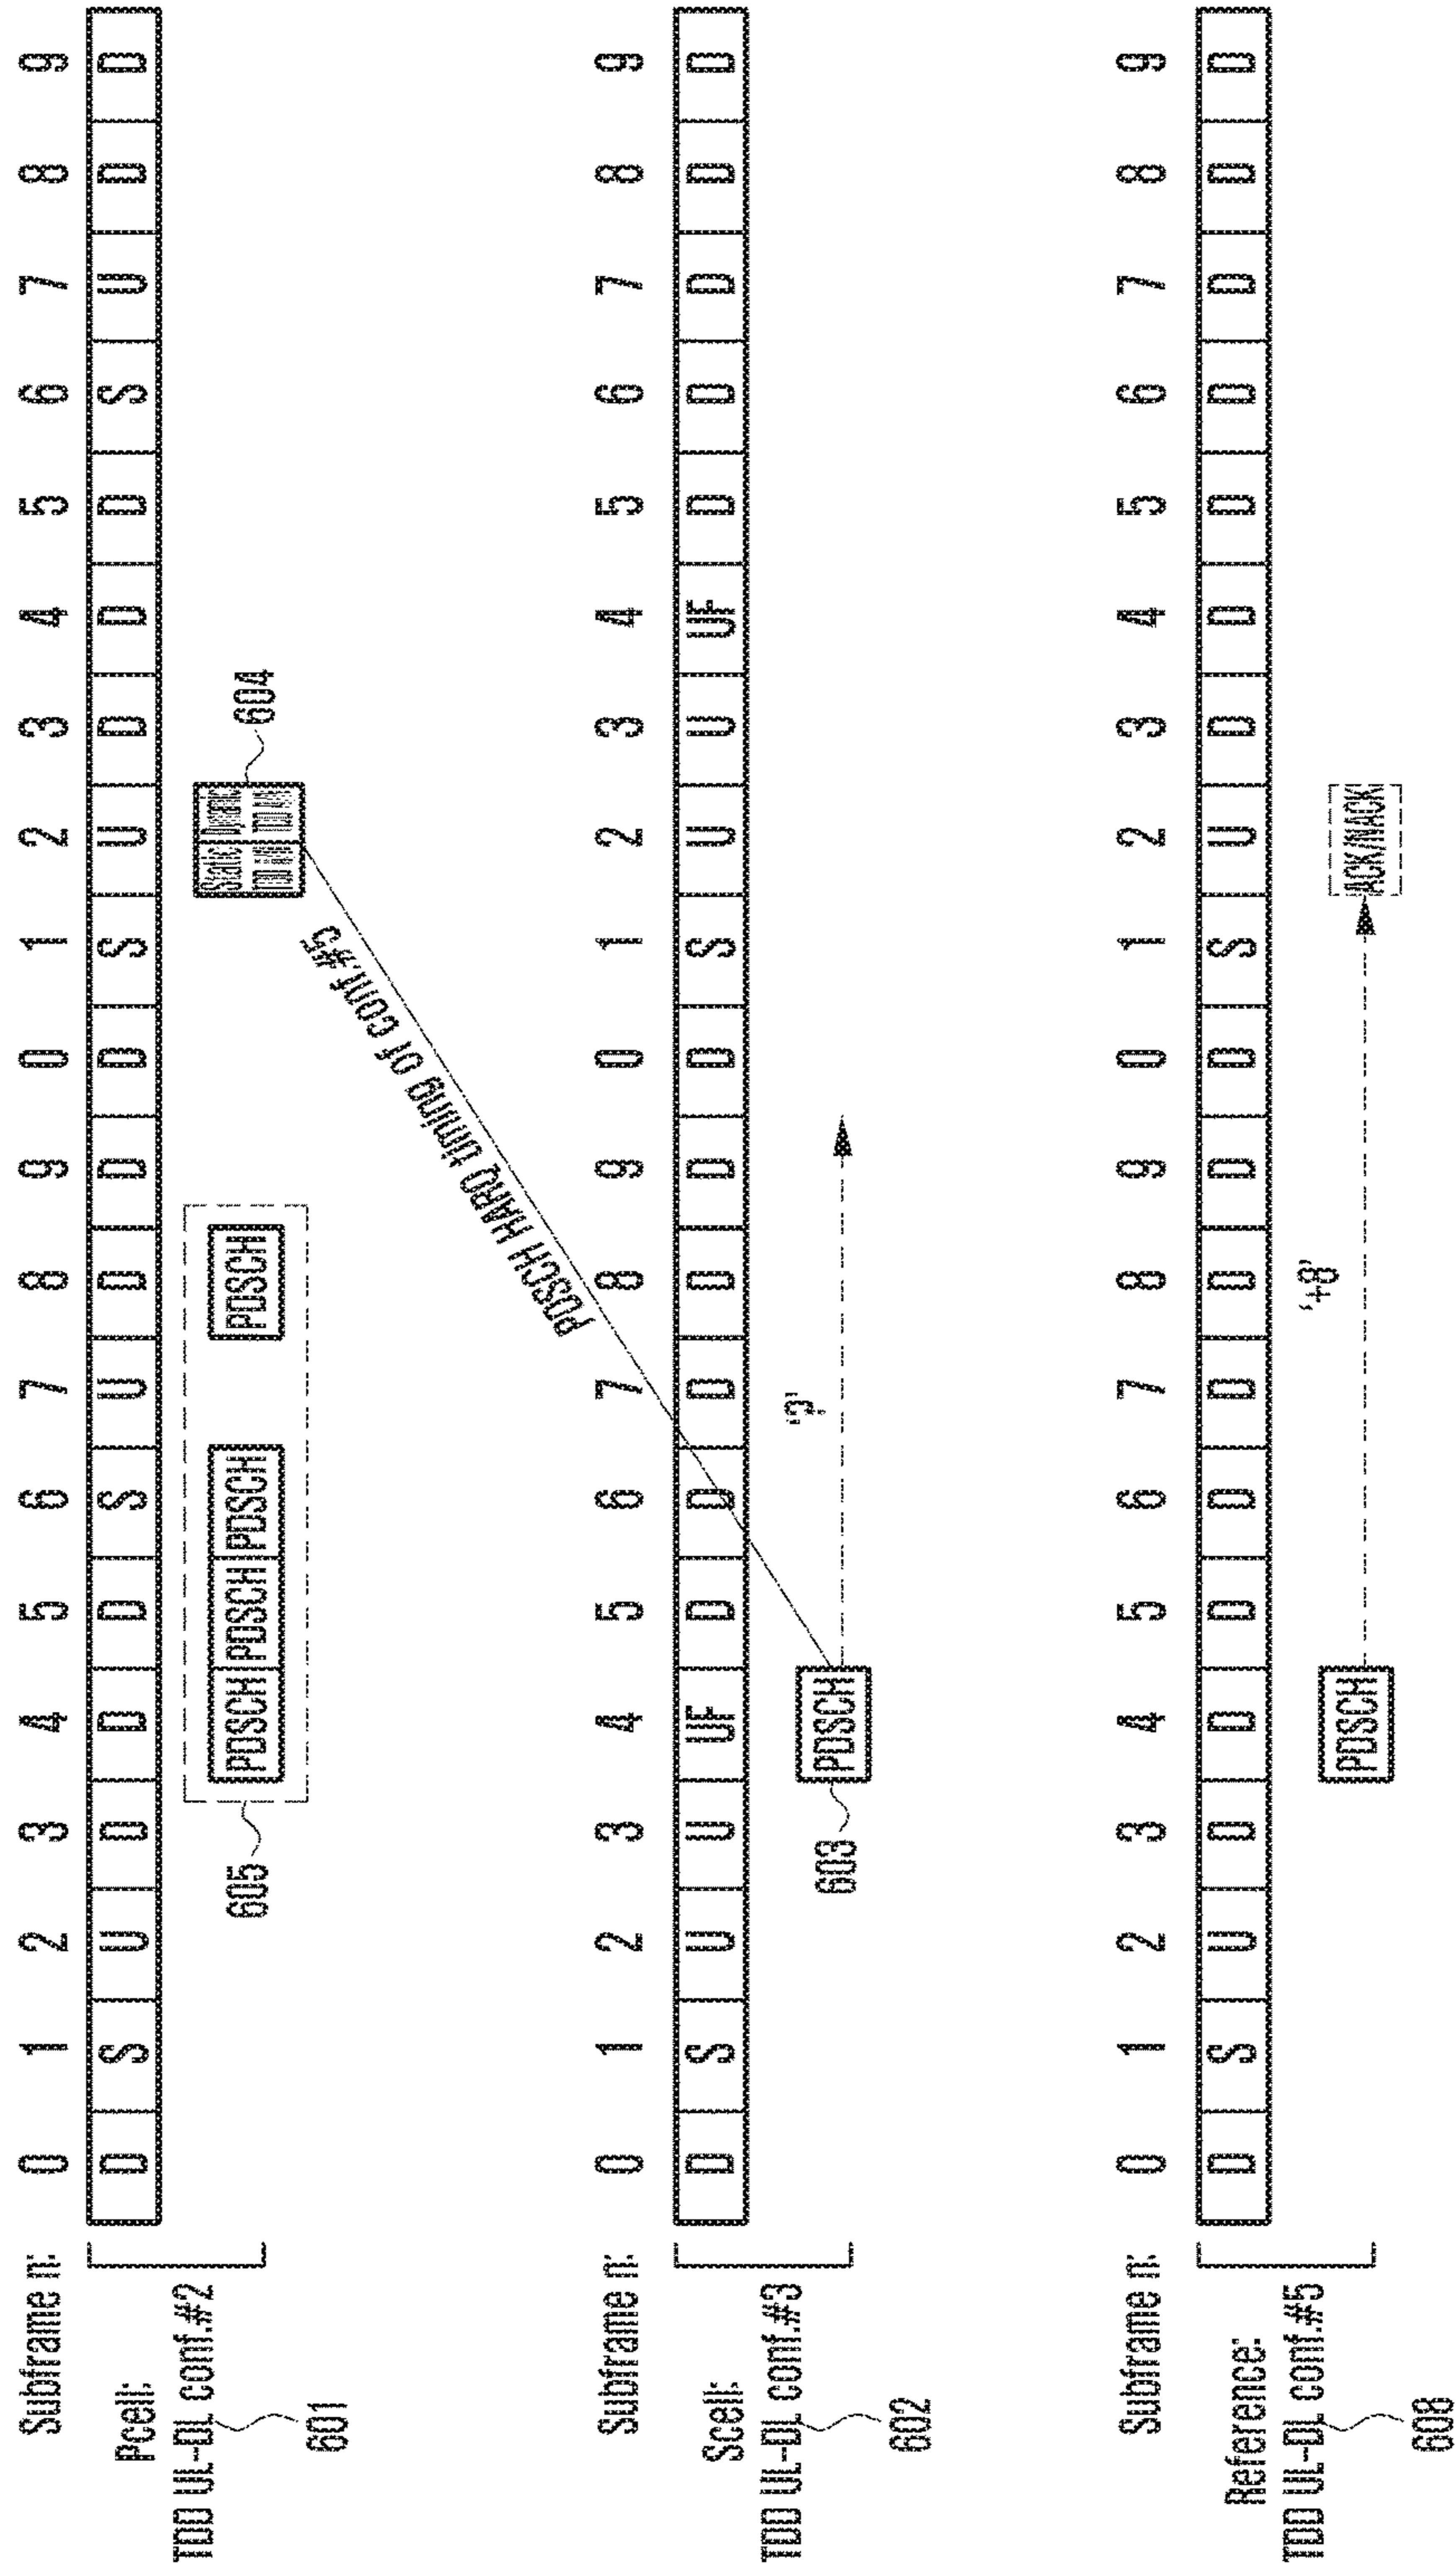 Subframe n: 0 1 2 3 4 5 6 7 8 9 0 1 2 3 4 5 6 7 8 9
Pcell:
TDD UL-DL conf.#2
601
D S U D D D S U D D D S U D D D S U D D
605
PDSCH PDSCH PDSCH PDSCH
Static Dynamic
TDD A/N TDD A/N
604
PDSCH HARQ timing of conf.#5
Subframe n: 0 1 2 3 4 5 6 7 8 9 0 1 2 3 4 5 6 7 8 9
Scell:
TDD UL-DL conf.#3
602
D S U U UF D D D D D D S U U UF D D D D D
603
PDSCH
'?'
Subframe n: 0 1 2 3 4 5 6 7 8 9 0 1 2 3 4 5 6 7 8 9
Reference:
TDD UL-DL conf.#5
608
D S U D D D D D D D D S U D D D D D D D
PDSCH
'+8'
ACK/NACK